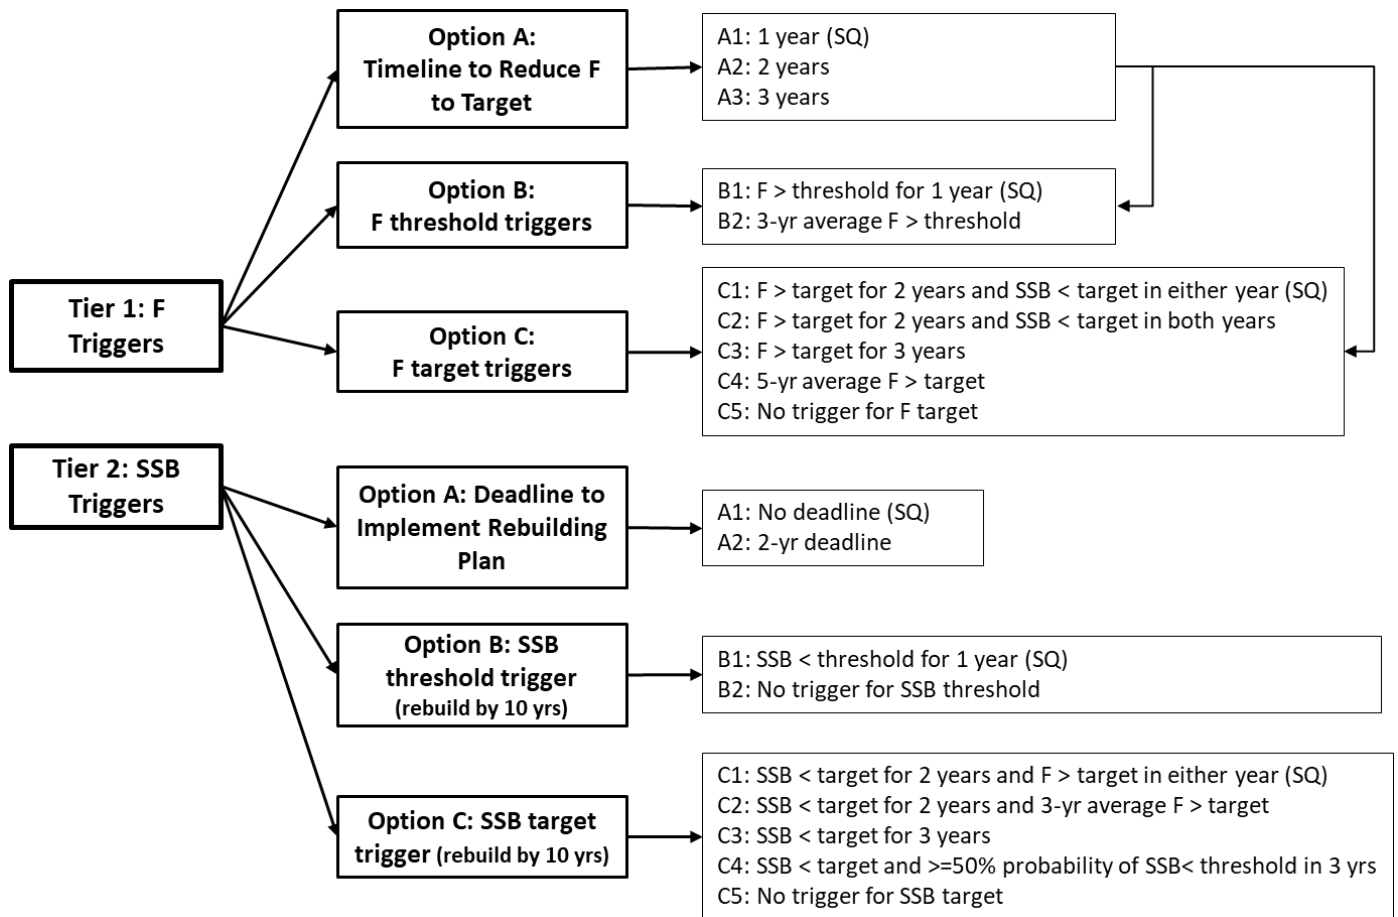 Tier 1: F
Triggers
Option A:
Timeline to Reduce F
to Target
A1: 1 year (SQ)
A2: 2 years
A3: 3 years
Option B:
F threshold triggers
B1: F > threshold for 1 year (SQ)
B2: 3-yr average F > threshold
Option C:
F target triggers
C1: F > target for 2 years and SSB < target in either year (SQ)
C2: F > target for 2 years and SSB < target in both years
C3: F > target for 3 years
C4: 5-yr average F > target
C5: No trigger for F target
Tier 2: SSB
Triggers
Option A: Deadline to
Implement Rebuilding
Plan
A1: No deadline (SQ)
A2: 2-yr deadline
Option B: SSB
threshold trigger
(rebuild by 10 yrs)
B1: SSB < threshold for 1 year (SQ)
B2: No trigger for SSB threshold
Option C: SSB target
trigger (rebuild by 10 yrs)
C1: SSB < target for 2 years and F > target in either year (SQ)
C2: SSB < target for 2 years and 3-yr average F > target
C3: SSB < target for 3 years
C4: SSB < target and >=50% probability of SSB< threshold in 3 yrs
C5: No trigger for SSB target